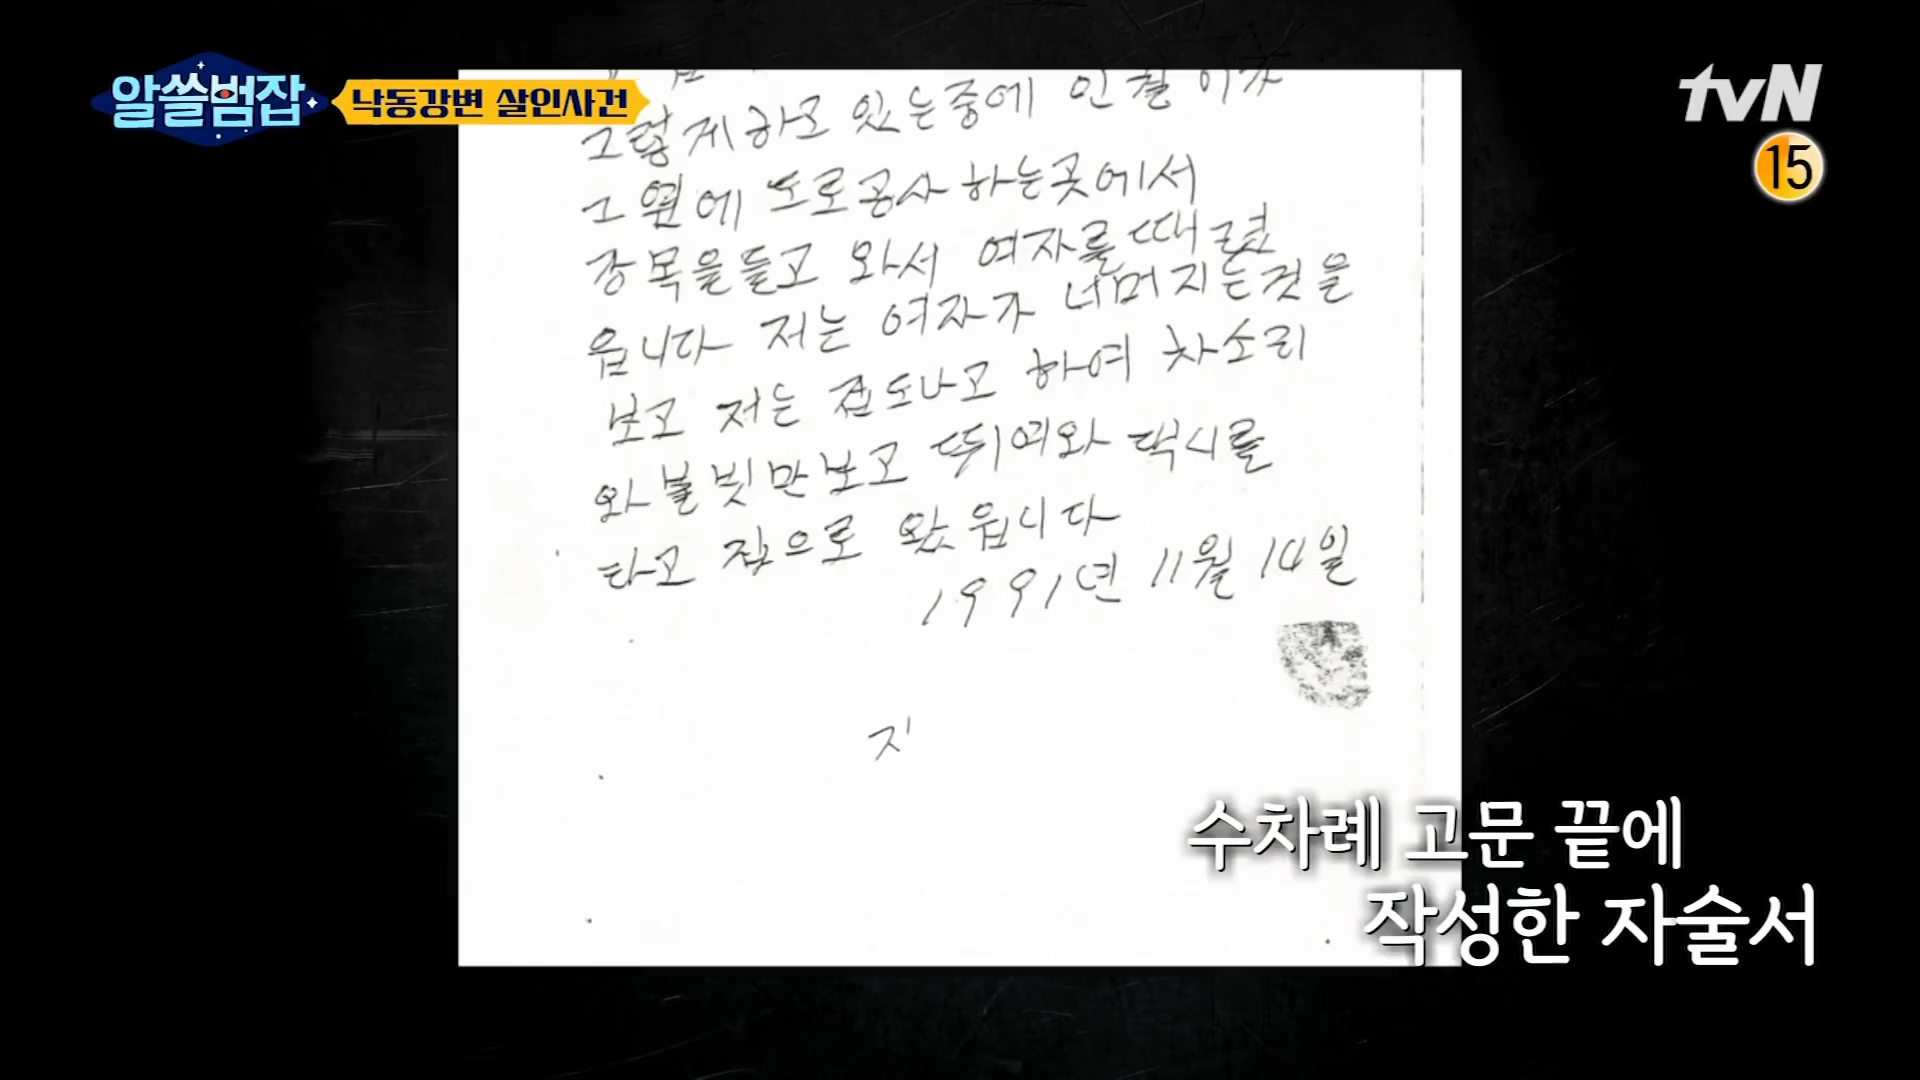 알쓸범잡
낙동강변 살인사건
tvN
15
그렇게하고 있는중에 인철이가
그 옆에 도로공사 하는곳에서
강목을들고 와서 여자를때렸
읍니다 저는 여자가 너머지는것을
보고 저는 겁도나고 하여 차소리
와불빛만보고 뛰여와 택시를
타고 집으로 왔읍니다
1991년 11월 14일
수차례 고문 끝에
작성한 자술서